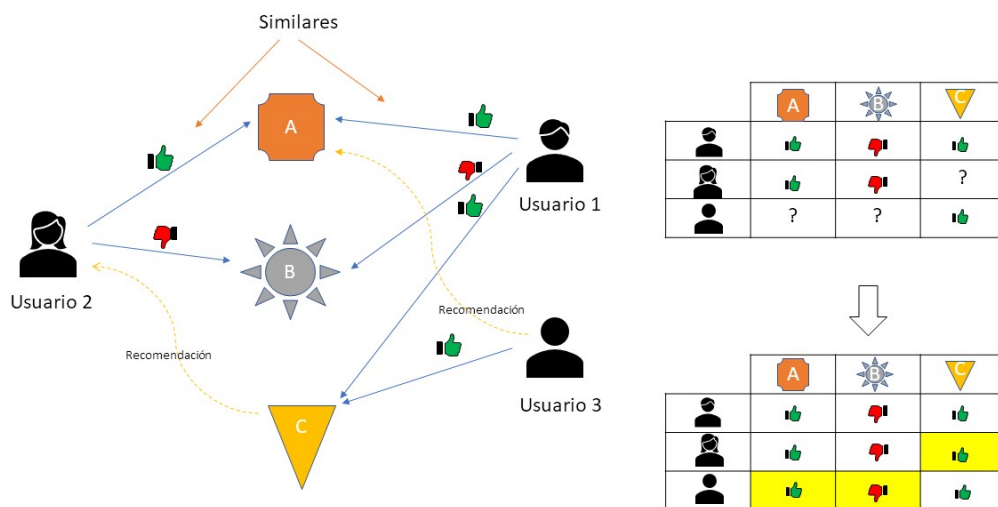 Similares
A
B
C
Usuario 1
Usuario 2
Usuario 3
Recomendación
Recomendación
A
B
C
?
?
?
A
B
C